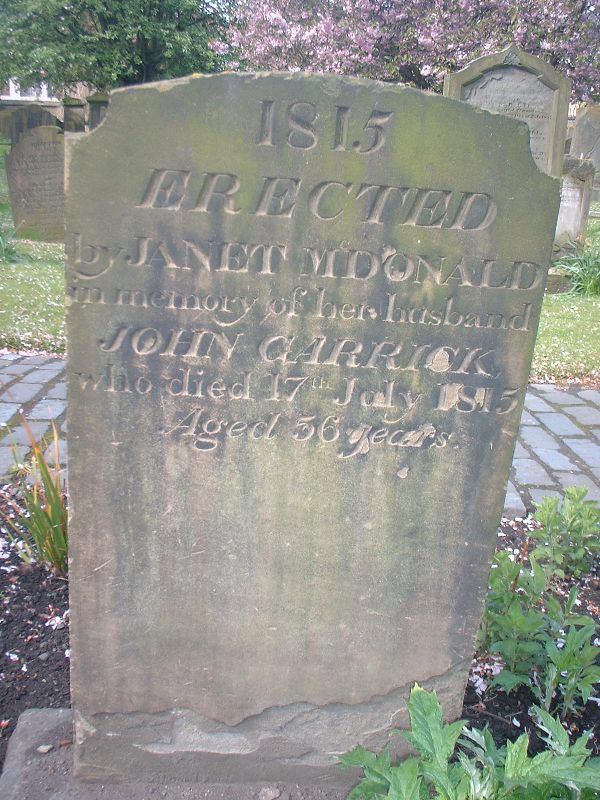 1815
ERECTED
by JANET McDONALD
in memory of her husband
JOHN CARRICK,
who died 17th July 1815
Aged 36 years.